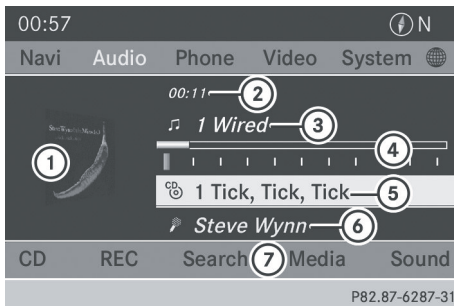 00:57 N
Navi Audio Phone Video System
00:11 2
1 Wired 3
1
4
1 Tick, Tick, Tick 5
Steve Wynn 6
CD REC Search 7 Media Sound
P82.87-6287-31